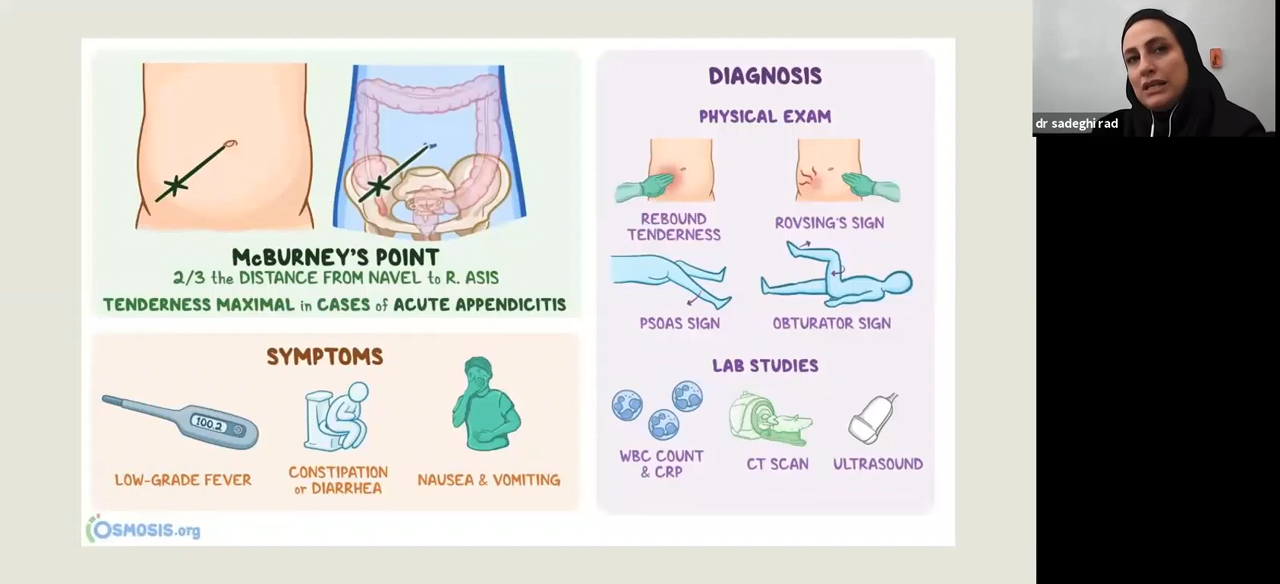 McBURNEY'S POINT
2/3 the DISTANCE FROM NAVEL to R. ASIS
TENDERNESS MAXIMAL in CASES of ACUTE APPENDICITIS
SYMPTOMS
100.2
LOW-GRADE FEVER
CONSTIPATION
or DIARRHEA
NAUSEA & VOMITING
OSMOSIS.org
DIAGNOSIS
PHYSICAL EXAM
REBOUND
TENDERNESS
ROVSING'S SIGN
PSOAS SIGN
OBTURATOR SIGN
LAB STUDIES
WBC COUNT
& CRP
CT SCAN
ULTRASOUND
dr sadeghi rad